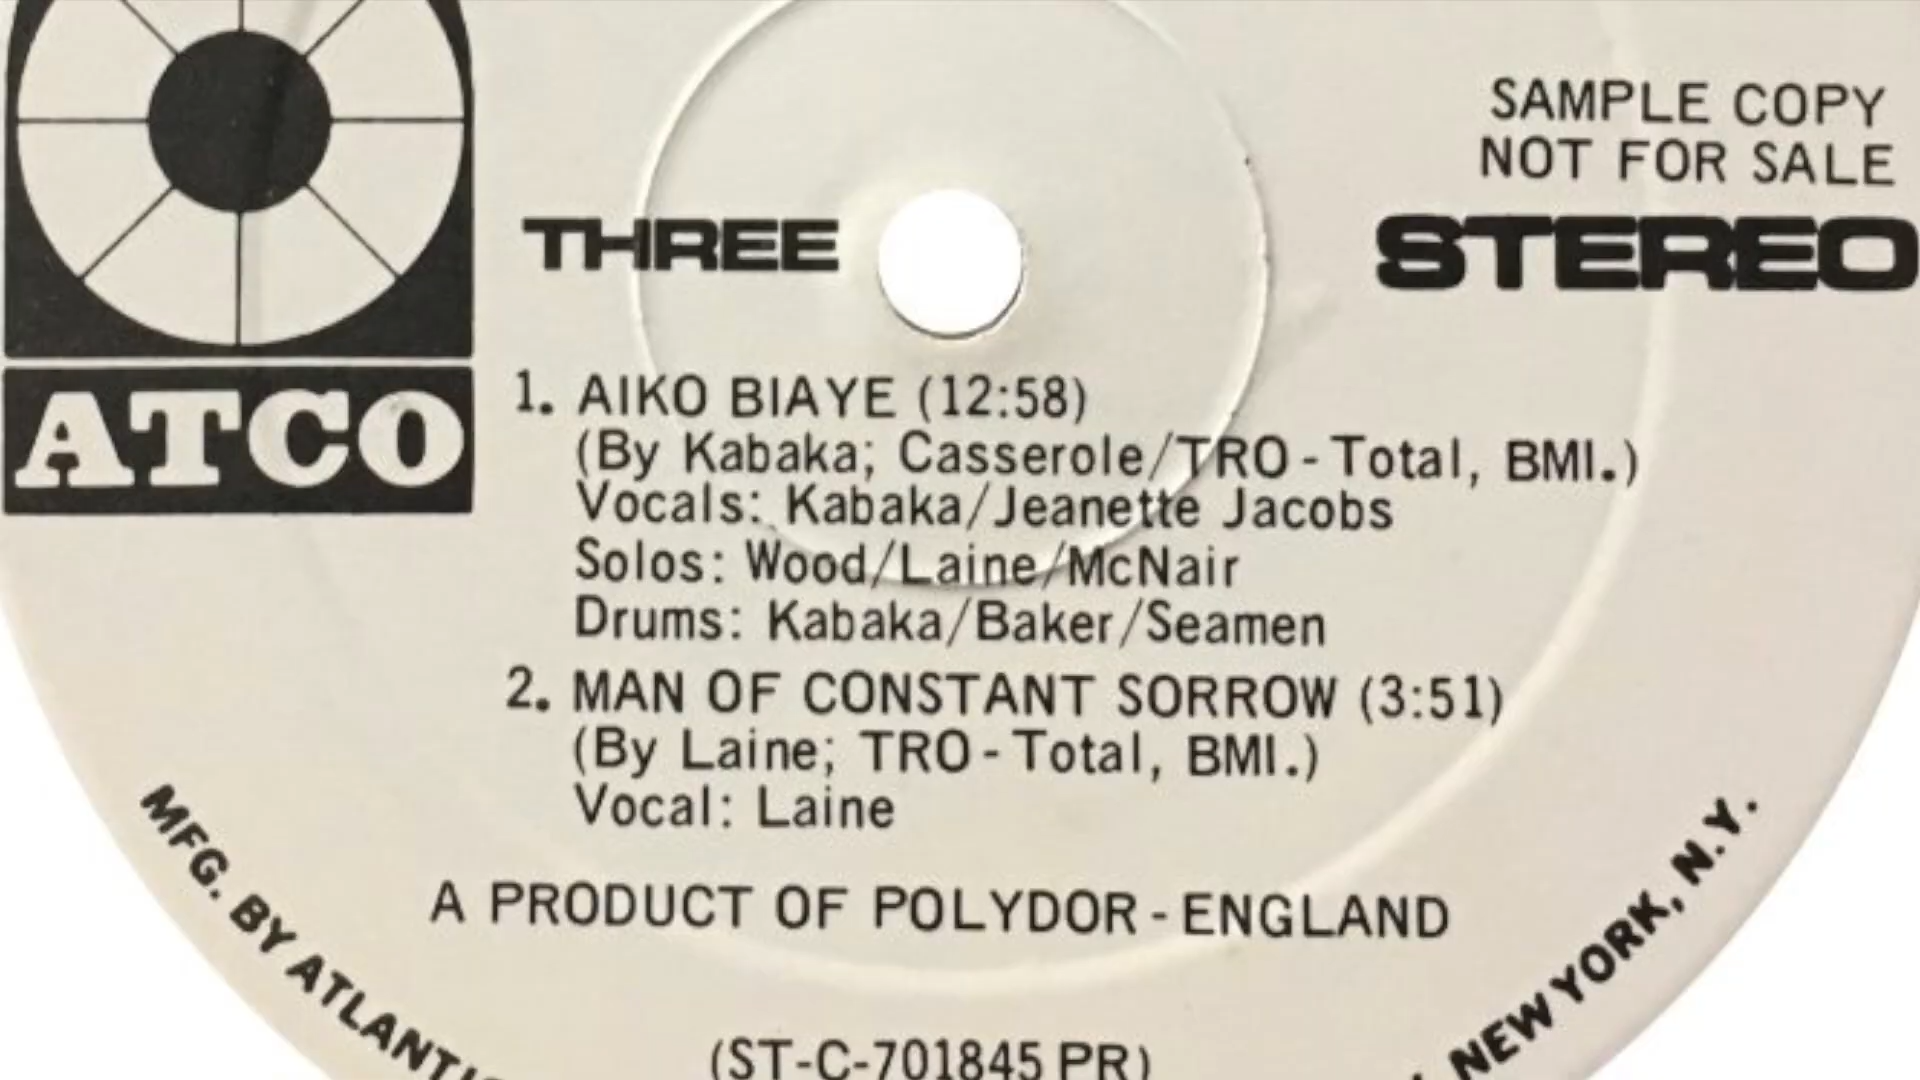 SAMPLE COPY
NOT FOR SALE
THREE
STEREO
ATCO
1. AIKO BIAYE (12:58)
(By Kabaka; Casserole/TRO-Total, BMI.)
Vocals: Kabaka/Jeanette Jacobs
Solos: Wood/Laine/McNair
Drums: Kabaka/Baker/Seamen
2. MAN OF CONSTANT SORROW (3:51)
(By Laine; TRO-Total, BMI.)
Vocal: Laine
A PRODUCT OF POLYDOR-ENGLAND
(ST-C-701845 PR)
MFG. BY ATLANTIC
NEW YORK, N.Y.